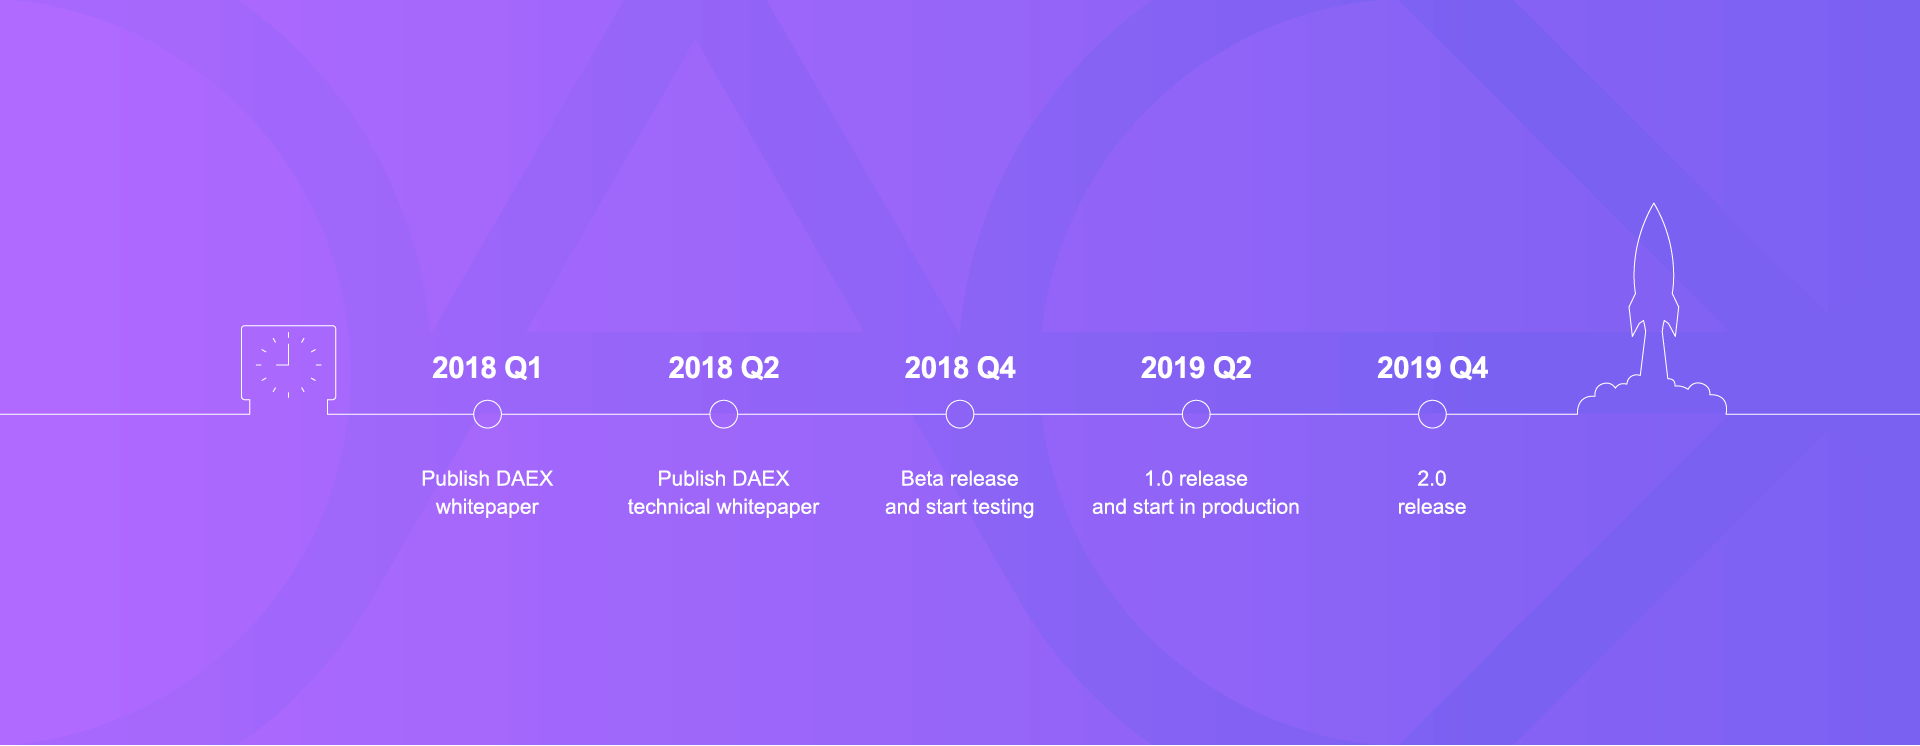 2018 Q1
Publish DAEX
whitepaper
2018 Q2
Publish DAEX
technical whitepaper
2018 Q4
Beta release
and start testing
2019 Q2
1.0 release
and start in production
2019 Q4
2.0
release